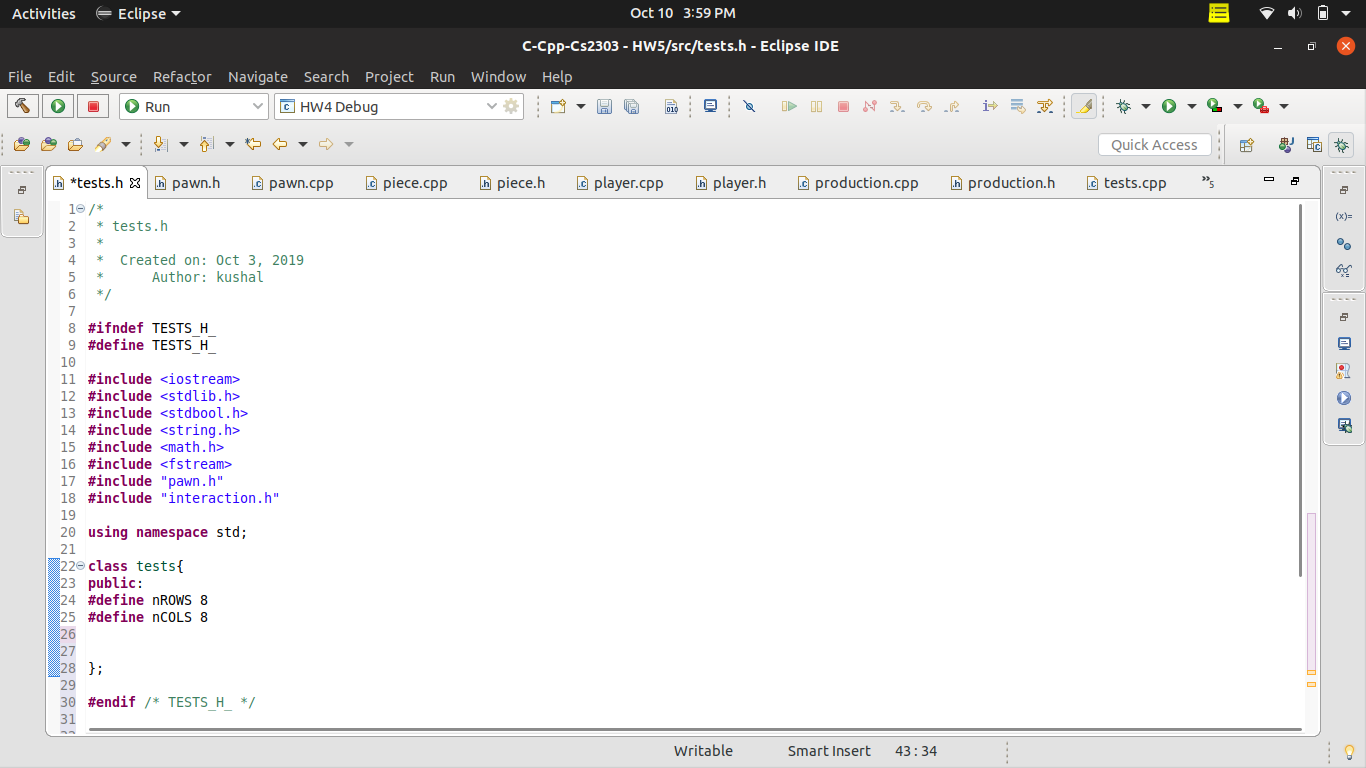 Activities Eclipse Oct 10 3:59 PM
C-Cpp-Cs2303 - HW5/src/tests.h - Eclipse IDE
File Edit Source Refactor Navigate Search Project Run Window Help
Run HW4 Debug
Quick Access
*tests.h pawn.h pawn.cpp piece.cpp piece.h player.cpp player.h production.cpp production.h tests.cpp »5
1 /*
2  * tests.h
3  *
4  *  Created on: Oct 3, 2019
5  *      Author: kushal
6  */
7
8 #ifndef TESTS_H_
9 #define TESTS_H_
10
11 #include <iostream>
12 #include <stdlib.h>
13 #include <stdbool.h>
14 #include <string.h>
15 #include <math.h>
16 #include <fstream>
17 #include "pawn.h"
18 #include "interaction.h"
19
20 using namespace std;
21
22 class tests{
23 public:
24 #define nROWS 8
25 #define nCOLS 8
26
27
28 };
29
30 #endif /* TESTS_H_ */
31
Writable Smart Insert 43 : 34